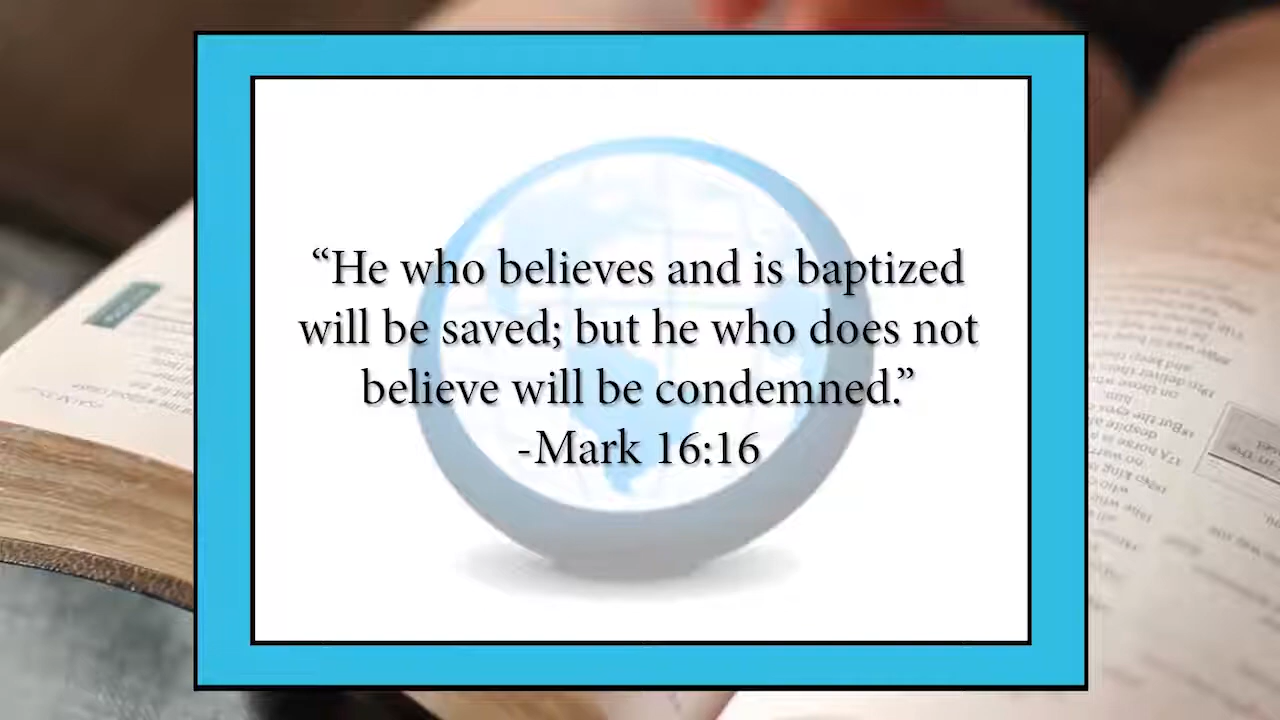 “He who believes and is baptized
will be saved; but he who does not
believe will be condemned.”
-Mark 16:16